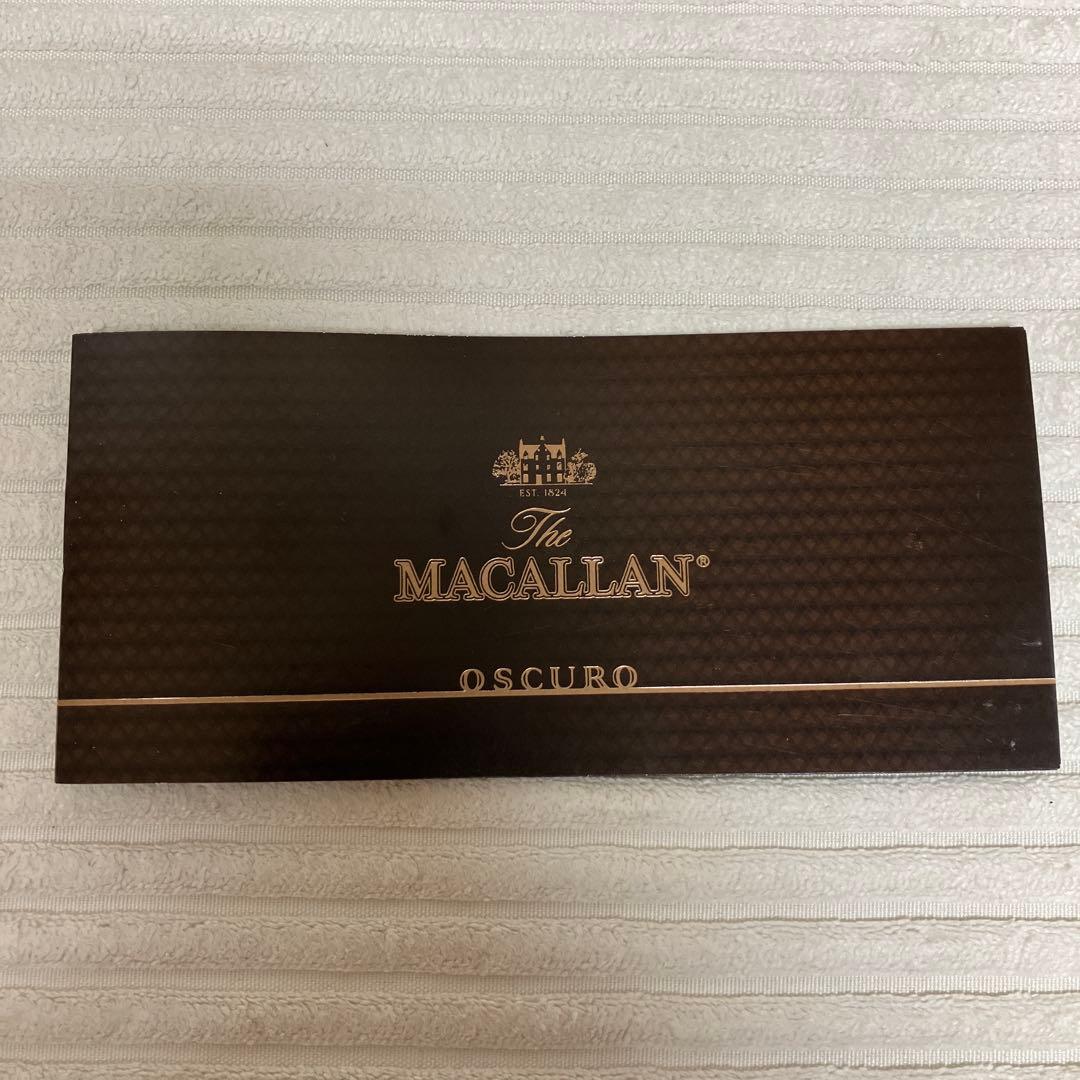 EST. 1824
The
MACALLAN®
OSCURO